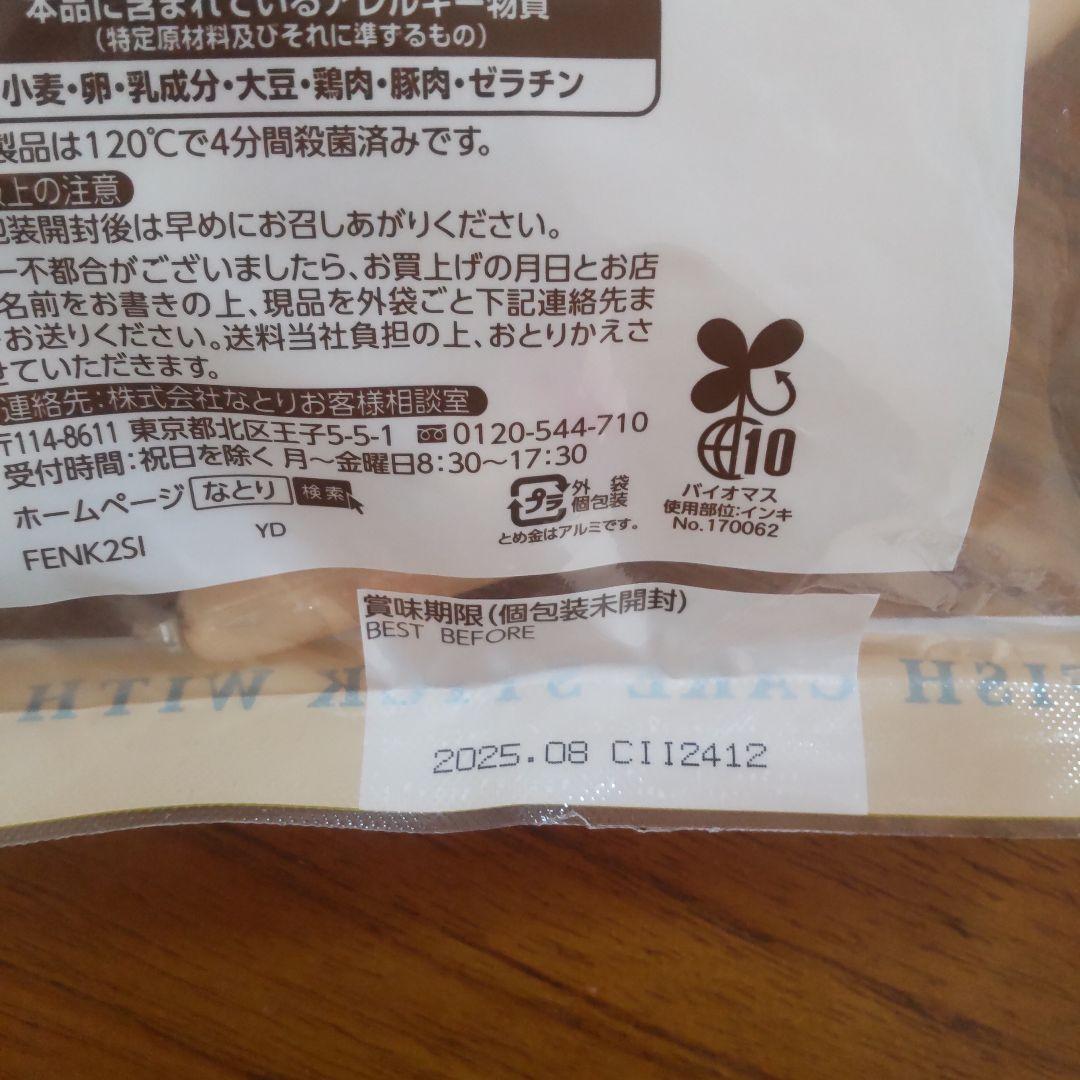 本品に含まれているアレルギー物質
(特定原材料及びそれに準ずるもの)
小麦・卵・乳成分・大豆・鶏肉・豚肉・ゼラチン
製品は120℃で4分間殺菌済みです。
上の注意
包装開封後は早めにお召しあがりください。
一不都合がございましたら、お買上げの月日とお店
名前をお書きの上、現品を外袋ごと下記連絡先ま
お送りください。送料当社負担の上、おとりかえさ
せていただきます。
連絡先:株式会社なとりお客様相談室
〒114-8611 東京都北区王子5-5-1 0120-544-710
受付時間:祝日を除く 月～金曜日8:30～17:30
ホームページ なとり 検索
FENK2SI YD
プラ 外袋 個包装
とめ金はアルミです。
10
バイオマス
使用部位:インキ
No.170062
賞味期限(個包装未開封)
BEST BEFORE
FISH CAKE STICK WITH
2025.08 CII2412